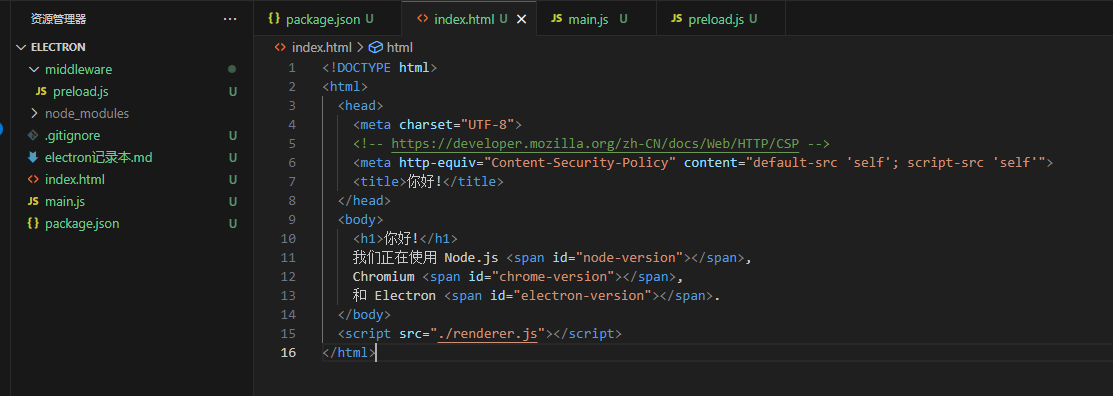 资源管理器 ···
ELECTRON
middleware
preload.js U
node_modules
.gitignore U
electron记录本.md U
index.html U
main.js U
package.json U
package.json U index.html U main.js U preload.js U
index.html > html
1 <!DOCTYPE html>
2 <html>
3 <head>
4 <meta charset="UTF-8">
5 <!-- https://developer.mozilla.org/zh-CN/docs/Web/HTTP/CSP -->
6 <meta http-equiv="Content-Security-Policy" content="default-src 'self'; script-src 'self'">
7 <title>你好!</title>
8 </head>
9 <body>
10 <h1>你好!</h1>
11 我们正在使用 Node.js <span id="node-version"></span>,
12 Chromium <span id="chrome-version"></span>,
13 和 Electron <span id="electron-version"></span>.
14 </body>
15 <script src="./renderer.js"></script>
16 </html>